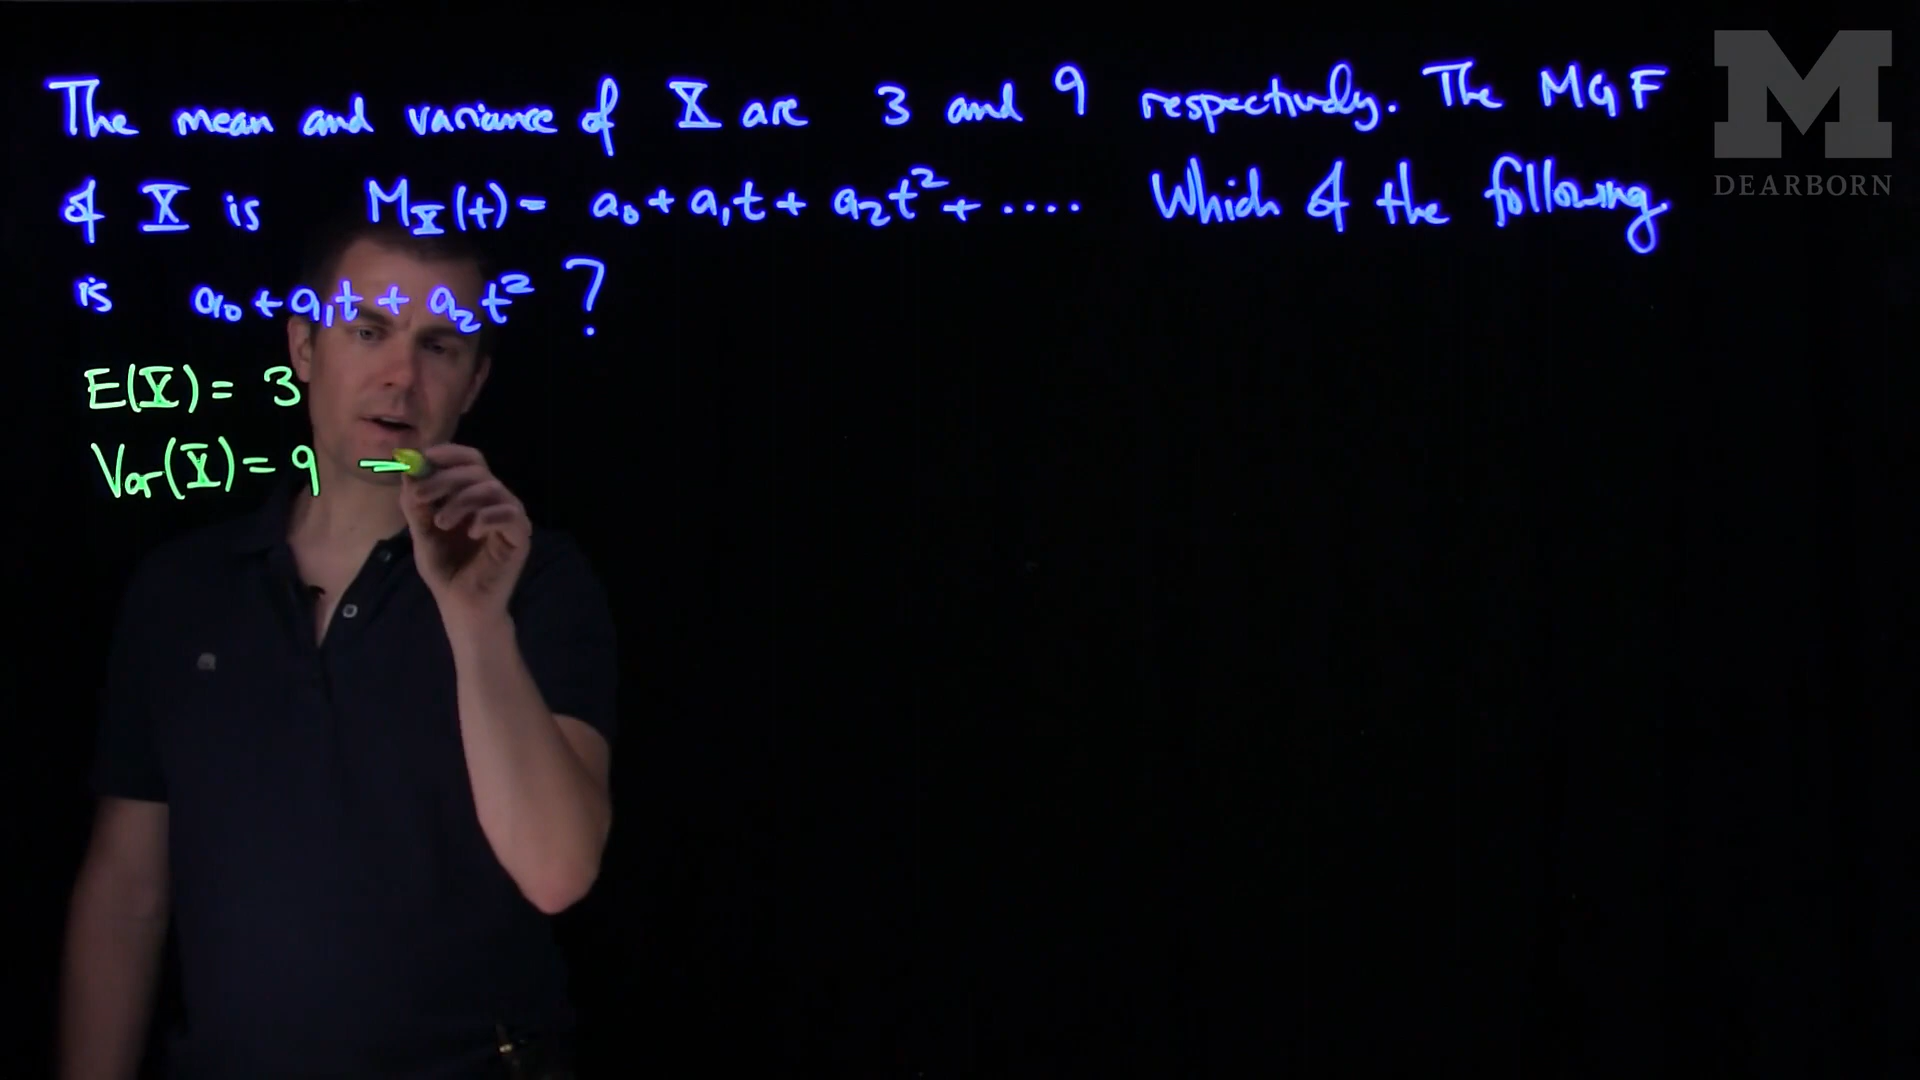 The mean and variance of X are 3 and 9 respectively. The MGF
of X is M_X(t) = a₀ + a₁t + a₂t² + .... Which of the following
is a₀ + a₁t + a₂t² ?
E(X) = 3
Var(X) = 9
M
DEARBORN